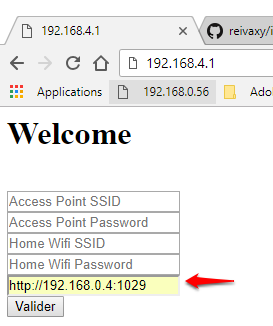 192.168.4.1
reivaxy/i
192.168.4.1
Applications
192.168.0.56
Adol
Welcome
Access Point SSID
Access Point Password
Home Wifi SSID
Home Wifi Password
http://192.168.0.4:1029
Valider